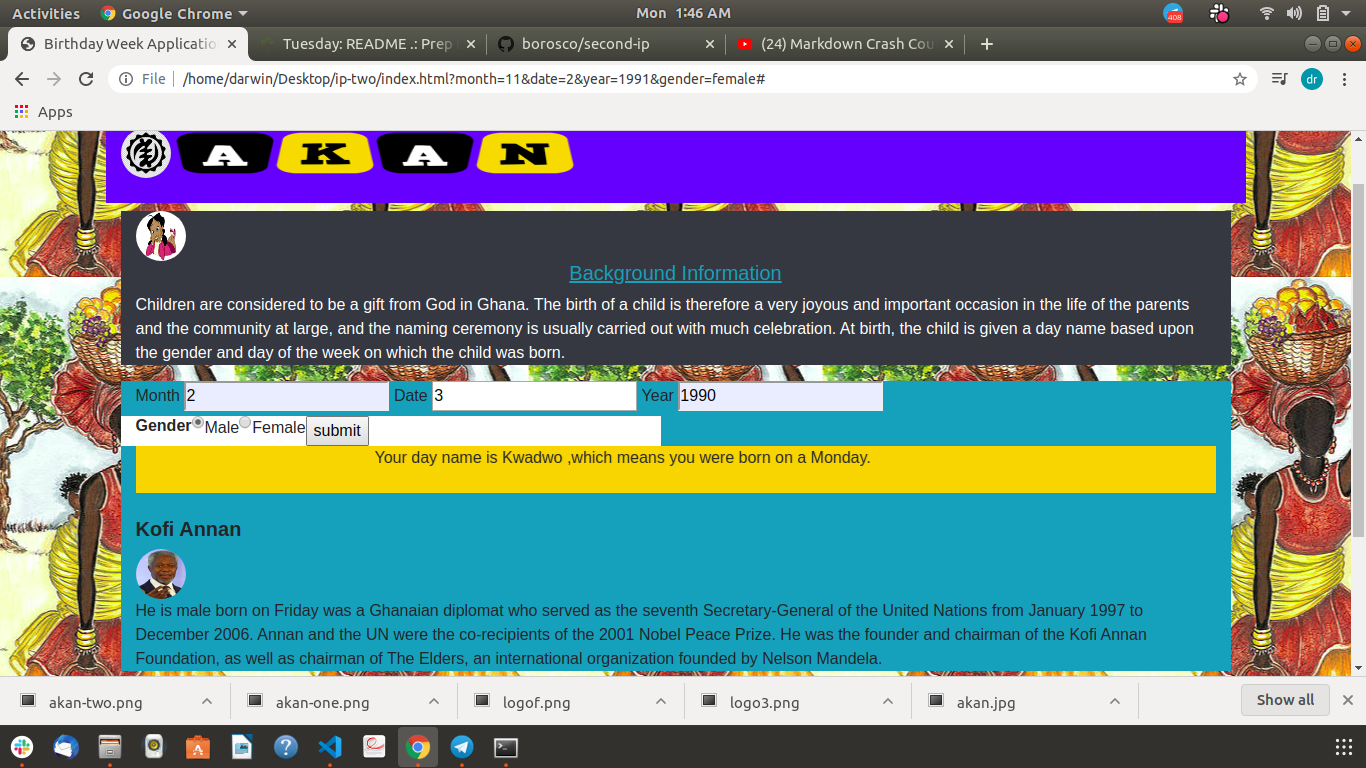 Activities Google Chrome Mon 1:46 AM 408
Birthday Week Applicatio Tuesday: README .: Prep borosco/second-ip (24) Markdown Crash Cou
File /home/darwin/Desktop/ip-two/index.html?month=11&date=2&year=1991&gender=female# dr
Apps
AKAN
Background Information
Children are considered to be a gift from God in Ghana. The birth of a child is therefore a very joyous and important occasion in the life of the parents
and the community at large, and the naming ceremony is usually carried out with much celebration. At birth, the child is given a day name based upon
the gender and day of the week on which the child was born.
Month 2 Date 3 Year 1990
Gender Male Female submit
Your day name is Kwadwo ,which means you were born on a Monday.
Kofi Annan
He is male born on Friday was a Ghanaian diplomat who served as the seventh Secretary-General of the United Nations from January 1997 to
December 2006. Annan and the UN were the co-recipients of the 2001 Nobel Peace Prize. He was the founder and chairman of the Kofi Annan
Foundation, as well as chairman of The Elders, an international organization founded by Nelson Mandela.
akan-two.png akan-one.png logof.png logo3.png akan.jpg Show all